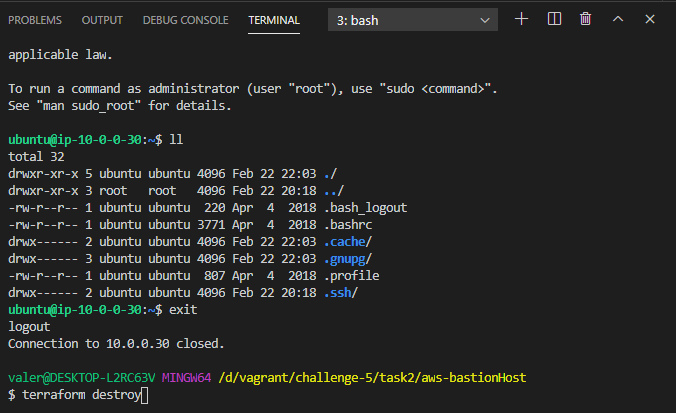 PROBLEMS OUTPUT DEBUG CONSOLE TERMINAL 3: bash
applicable law.
To run a command as administrator (user "root"), use "sudo <command>".
See "man sudo_root" for details.
ubuntu@ip-10-0-0-30:~$ ll
total 32
drwxr-xr-x 5 ubuntu ubuntu 4096 Feb 22 22:03 ./
drwxr-xr-x 3 root   root   4096 Feb 22 20:18 ../
-rw-r--r-- 1 ubuntu ubuntu  220 Apr  4  2018 .bash_logout
-rw-r--r-- 1 ubuntu ubuntu 3771 Apr  4  2018 .bashrc
drwx------ 2 ubuntu ubuntu 4096 Feb 22 22:03 .cache/
drwx------ 3 ubuntu ubuntu 4096 Feb 22 22:03 .gnupg/
-rw-r--r-- 1 ubuntu ubuntu  807 Apr  4  2018 .profile
drwx------ 2 ubuntu ubuntu 4096 Feb 22 20:18 .ssh/
ubuntu@ip-10-0-0-30:~$ exit
logout
Connection to 10.0.0.30 closed.
valer@DESKTOP-L2RC63V MINGW64 /d/vagrant/challenge-5/task2/aws-bastionHost
$ terraform destroy